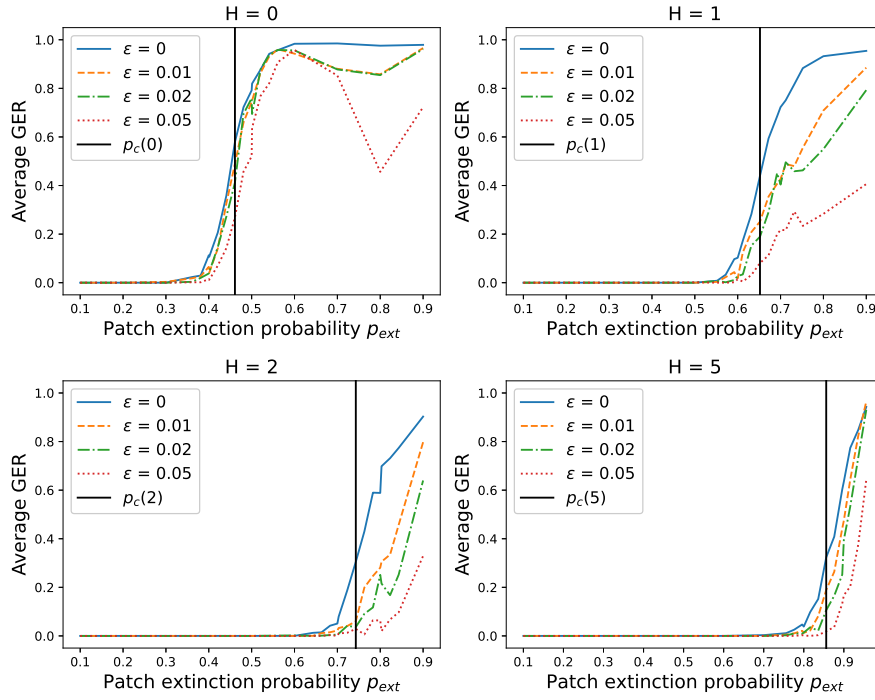 H = 0
Average GER
1.0
0.8
0.6
0.4
0.2
0.0
ε = 0
ε = 0.01
ε = 0.02
ε = 0.05
p_c(0)
0.1 0.2 0.3 0.4 0.5 0.6 0.7 0.8 0.9
Patch extinction probability p_ext
H = 1
Average GER
1.0
0.8
0.6
0.4
0.2
0.0
ε = 0
ε = 0.01
ε = 0.02
ε = 0.05
p_c(1)
0.1 0.2 0.3 0.4 0.5 0.6 0.7 0.8 0.9
Patch extinction probability p_ext
H = 2
Average GER
1.0
0.8
0.6
0.4
0.2
0.0
ε = 0
ε = 0.01
ε = 0.02
ε = 0.05
p_c(2)
0.1 0.2 0.3 0.4 0.5 0.6 0.7 0.8 0.9
Patch extinction probability p_ext
H = 5
Average GER
1.0
0.8
0.6
0.4
0.2
0.0
ε = 0
ε = 0.01
ε = 0.02
ε = 0.05
p_c(5)
0.1 0.2 0.3 0.4 0.5 0.6 0.7 0.8 0.9
Patch extinction probability p_ext